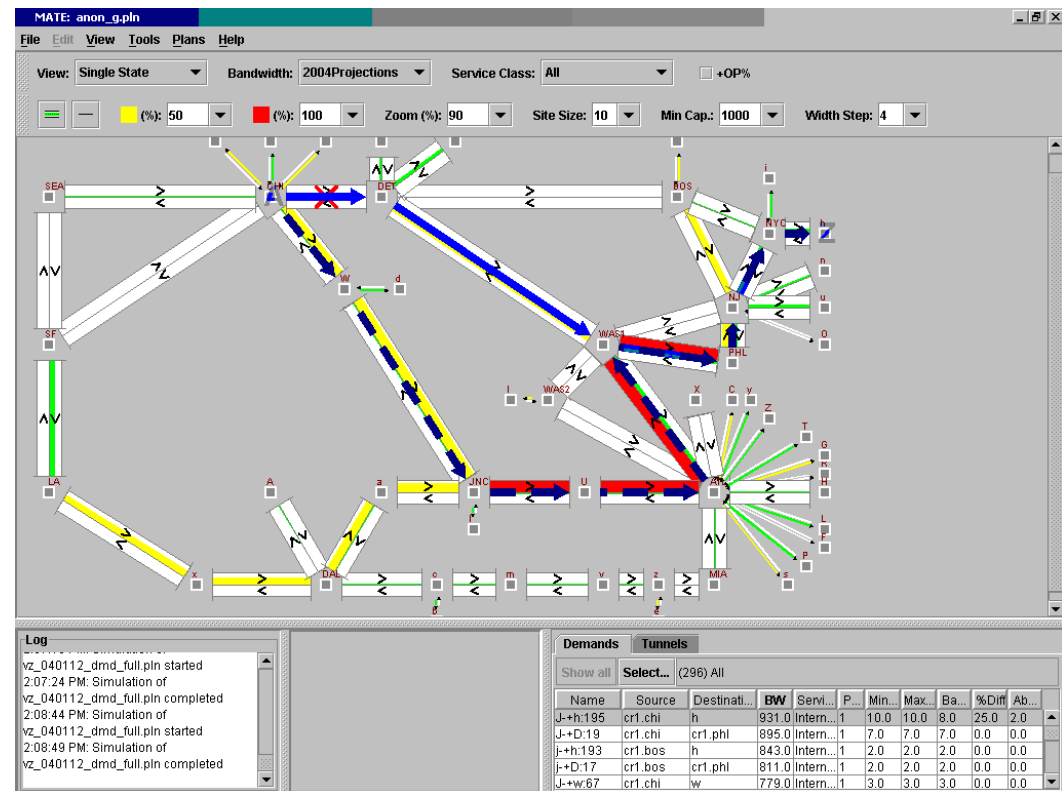 MATE: anon_g.pln
File Edit View Tools Plans Help
View: Single State Bandwidth: 2004Projections Service Class: All +OP%
(%): 50 (%): 100 Zoom (%): 90 Site Size: 10 Min Cap.: 1000 Width Step: 4
SEA CHI DET BOS i
NYC h
W d n
NJ u
SF WAS1 O
PHL
l WAS2 X C y
Z
T
G
R
LA A a JNC U H
r L
F
P
x DAL o m v z MIA s
e
Log
vz_040112_dmd_full.pln started
2:07:24 PM: Simulation of
vz_040112_dmd_full.pln completed
2:08:44 PM: Simulation of
vz_040112_dmd_full.pln started
2:08:49 PM: Simulation of
vz_040112_dmd_full.pln completed
Demands Tunnels
Show all Select... (296) All
Name Source Destinati... BW Servi... P... Min... Max... Ba... %Diff Ab...
J-+h:195 cr1.chi h 931.0 Intern... 1 10.0 10.0 8.0 25.0 2.0
J-+D:19 cr1.chi cr1.phl 895.0 Intern... 1 7.0 7.0 7.0 0.0 0.0
j-+h:193 cr1.bos h 843.0 Intern... 1 2.0 2.0 2.0 0.0 0.0
j-+D:17 cr1.bos cr1.phl 811.0 Intern... 1 2.0 2.0 2.0 0.0 0.0
J-+w:67 cr1.chi w 779.0 Intern... 1 3.0 3.0 3.0 0.0 0.0